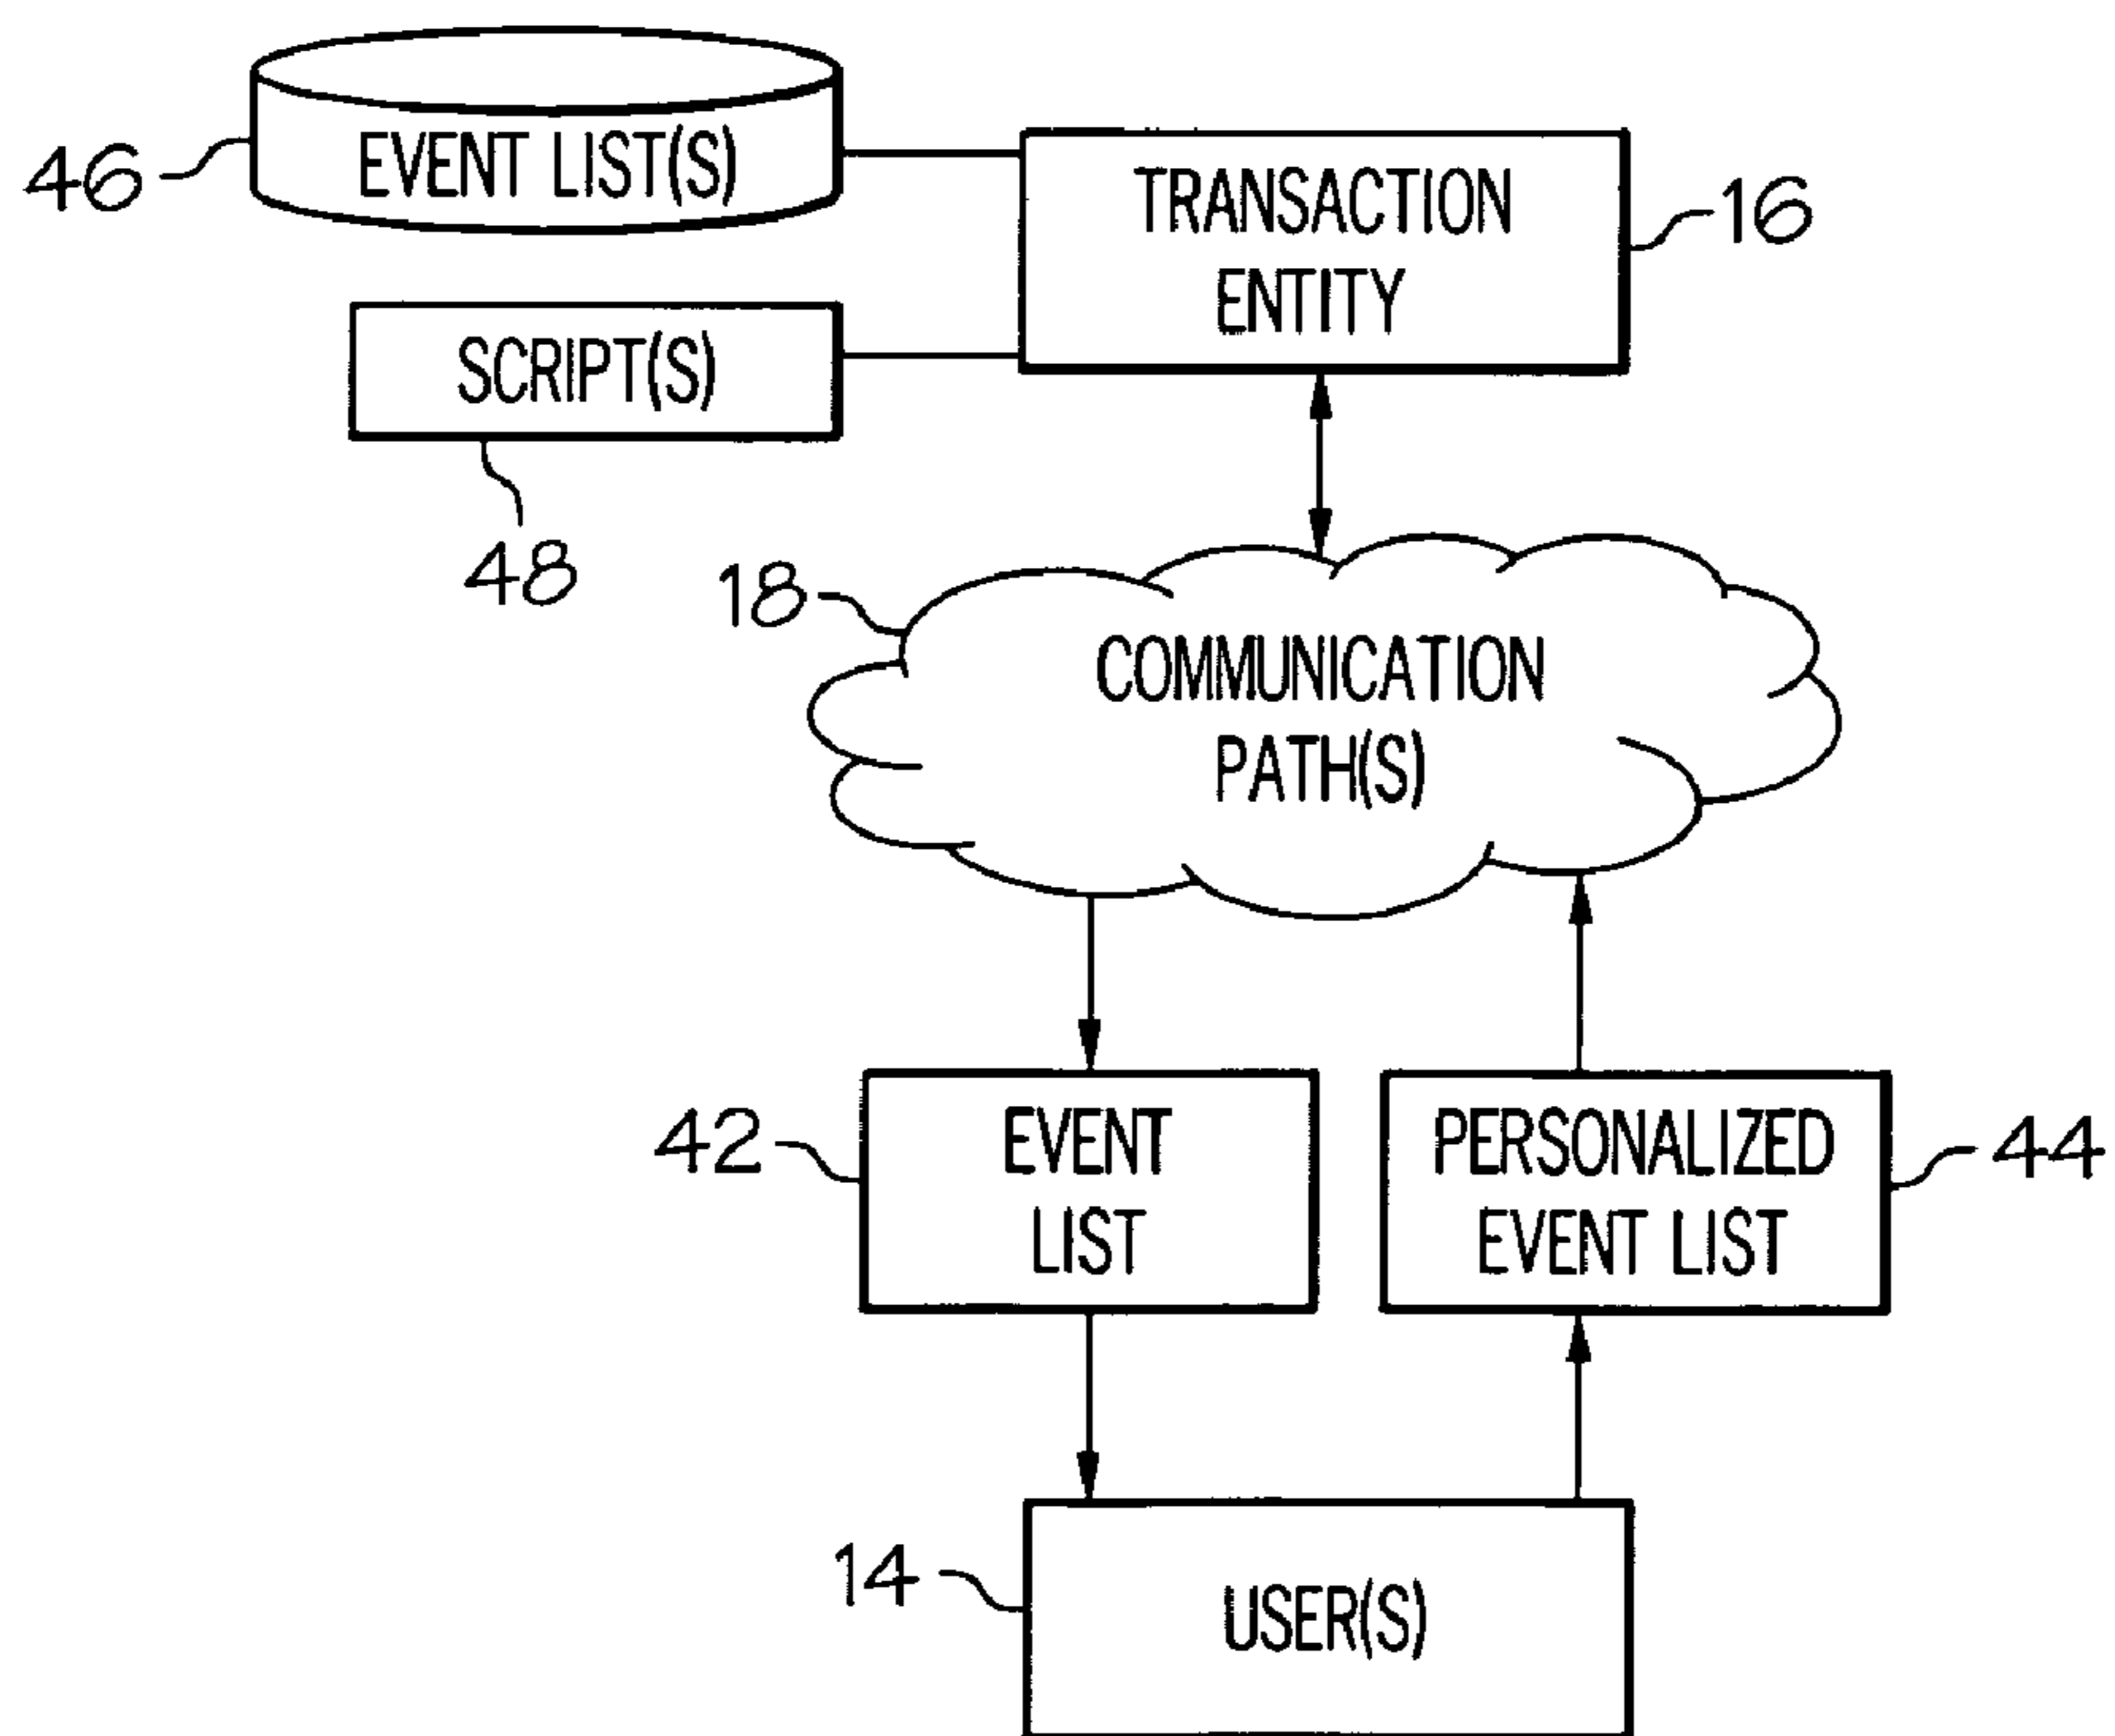 EVENT LIST(S)
46
TRANSACTION
ENTITY
16
SCRIPT(S)
48
18
COMMUNICATION
PATH(S)
42
EVENT
LIST
PERSONALIZED
EVENT LIST
44
14
USER(S)